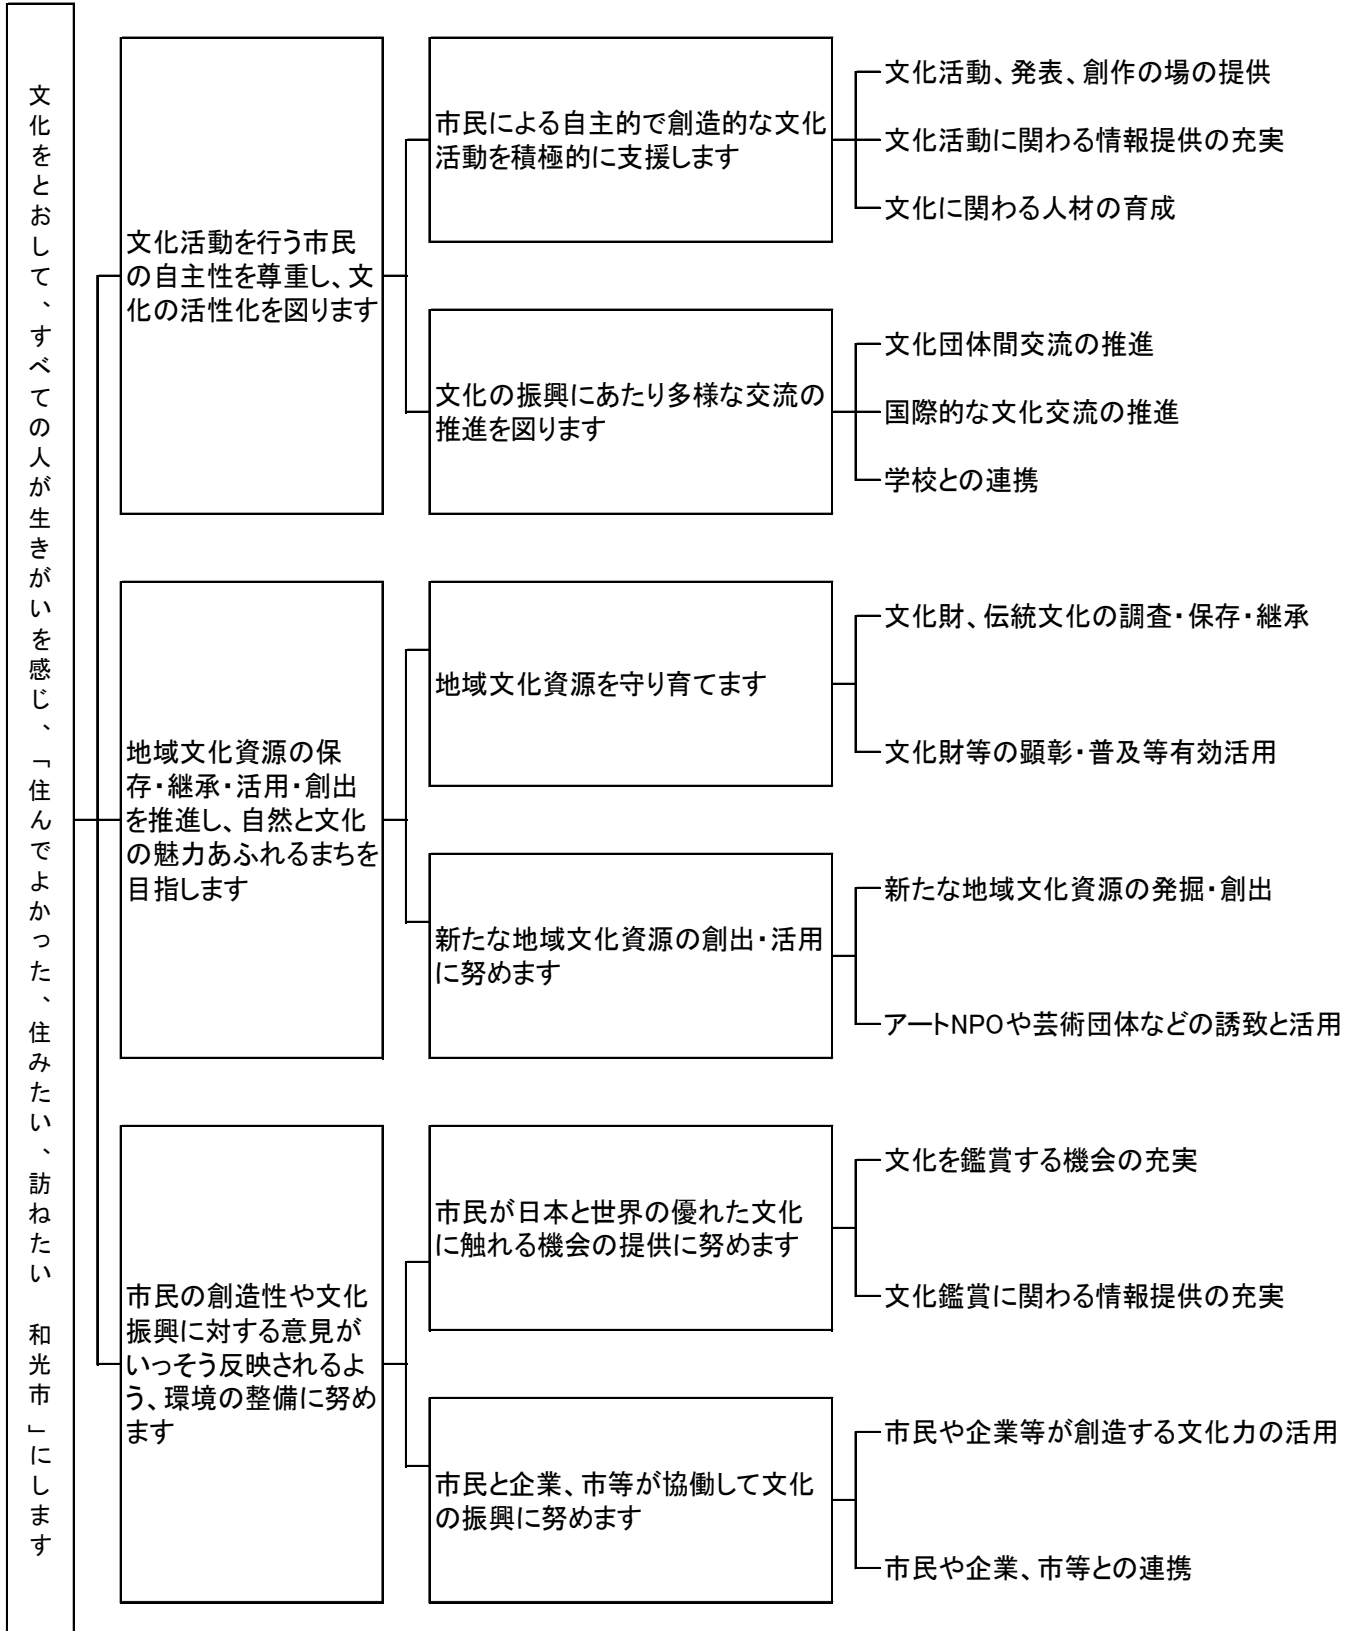 文化をとおして、すべての人が生きがいを感じ、「住んでよかった、住みたい、訪ねたい　和光市」にします
文化活動を行う市民
の自主性を尊重し、文
化の活性化を図ります
市民による自主的で創造的な文化
活動を積極的に支援します
文化活動、発表、創作の場の提供
文化活動に関わる情報提供の充実
文化に関わる人材の育成
文化の振興にあたり多様な交流の
推進を図ります
文化団体間交流の推進
国際的な文化交流の推進
学校との連携
地域文化資源の保
存・継承・活用・創出
を推進し、自然と文化
の魅力あふれるまちを
目指します
地域文化資源を守り育てます
文化財、伝統文化の調査・保存・継承
文化財等の顕彰・普及等有効活用
新たな地域文化資源の創出・活用
に努めます
新たな地域文化資源の発掘・創出
アートNPOや芸術団体などの誘致と活用
市民の創造性や文化
振興に対する意見が
いっそう反映されるよ
う、環境の整備に努め
ます
市民が日本と世界の優れた文化
に触れる機会の提供に努めます
文化を鑑賞する機会の充実
文化鑑賞に関わる情報提供の充実
市民と企業、市等が協働して文化
の振興に努めます
市民や企業等が創造する文化力の活用
市民や企業、市等との連携